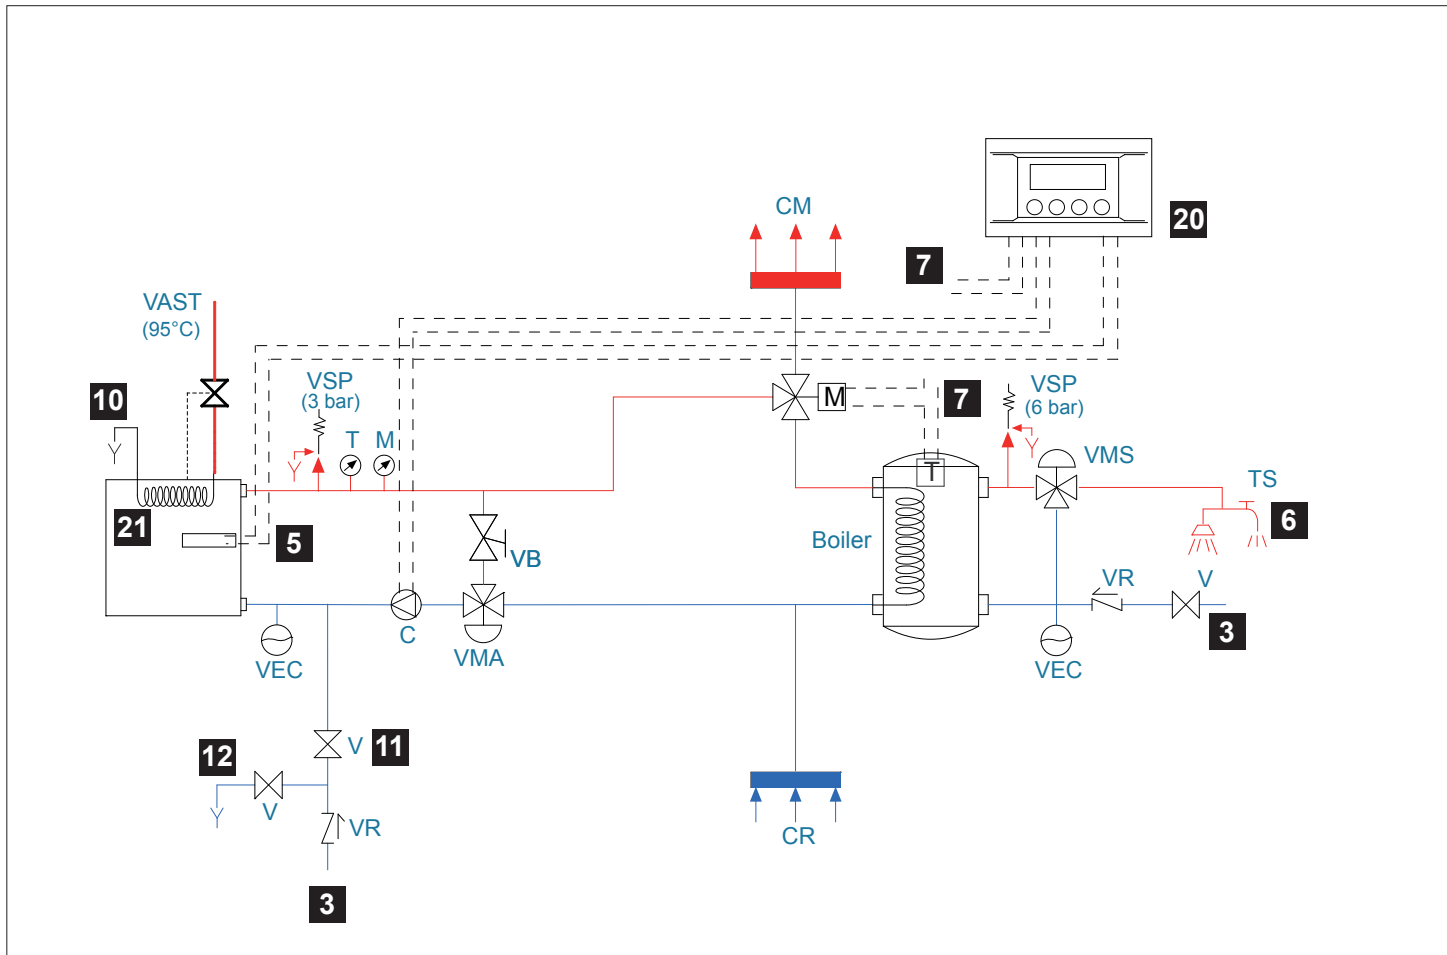 CM
20
7
VAST
(95°C)
10
VSP
(3 bar)
T
M
M
7
VSP
(6 bar)
VMS
TS
6
T
21
5
VB
Boiler
VR
V
3
C
VMA
VEC
VEC
V
11
12
V
VR
CR
3